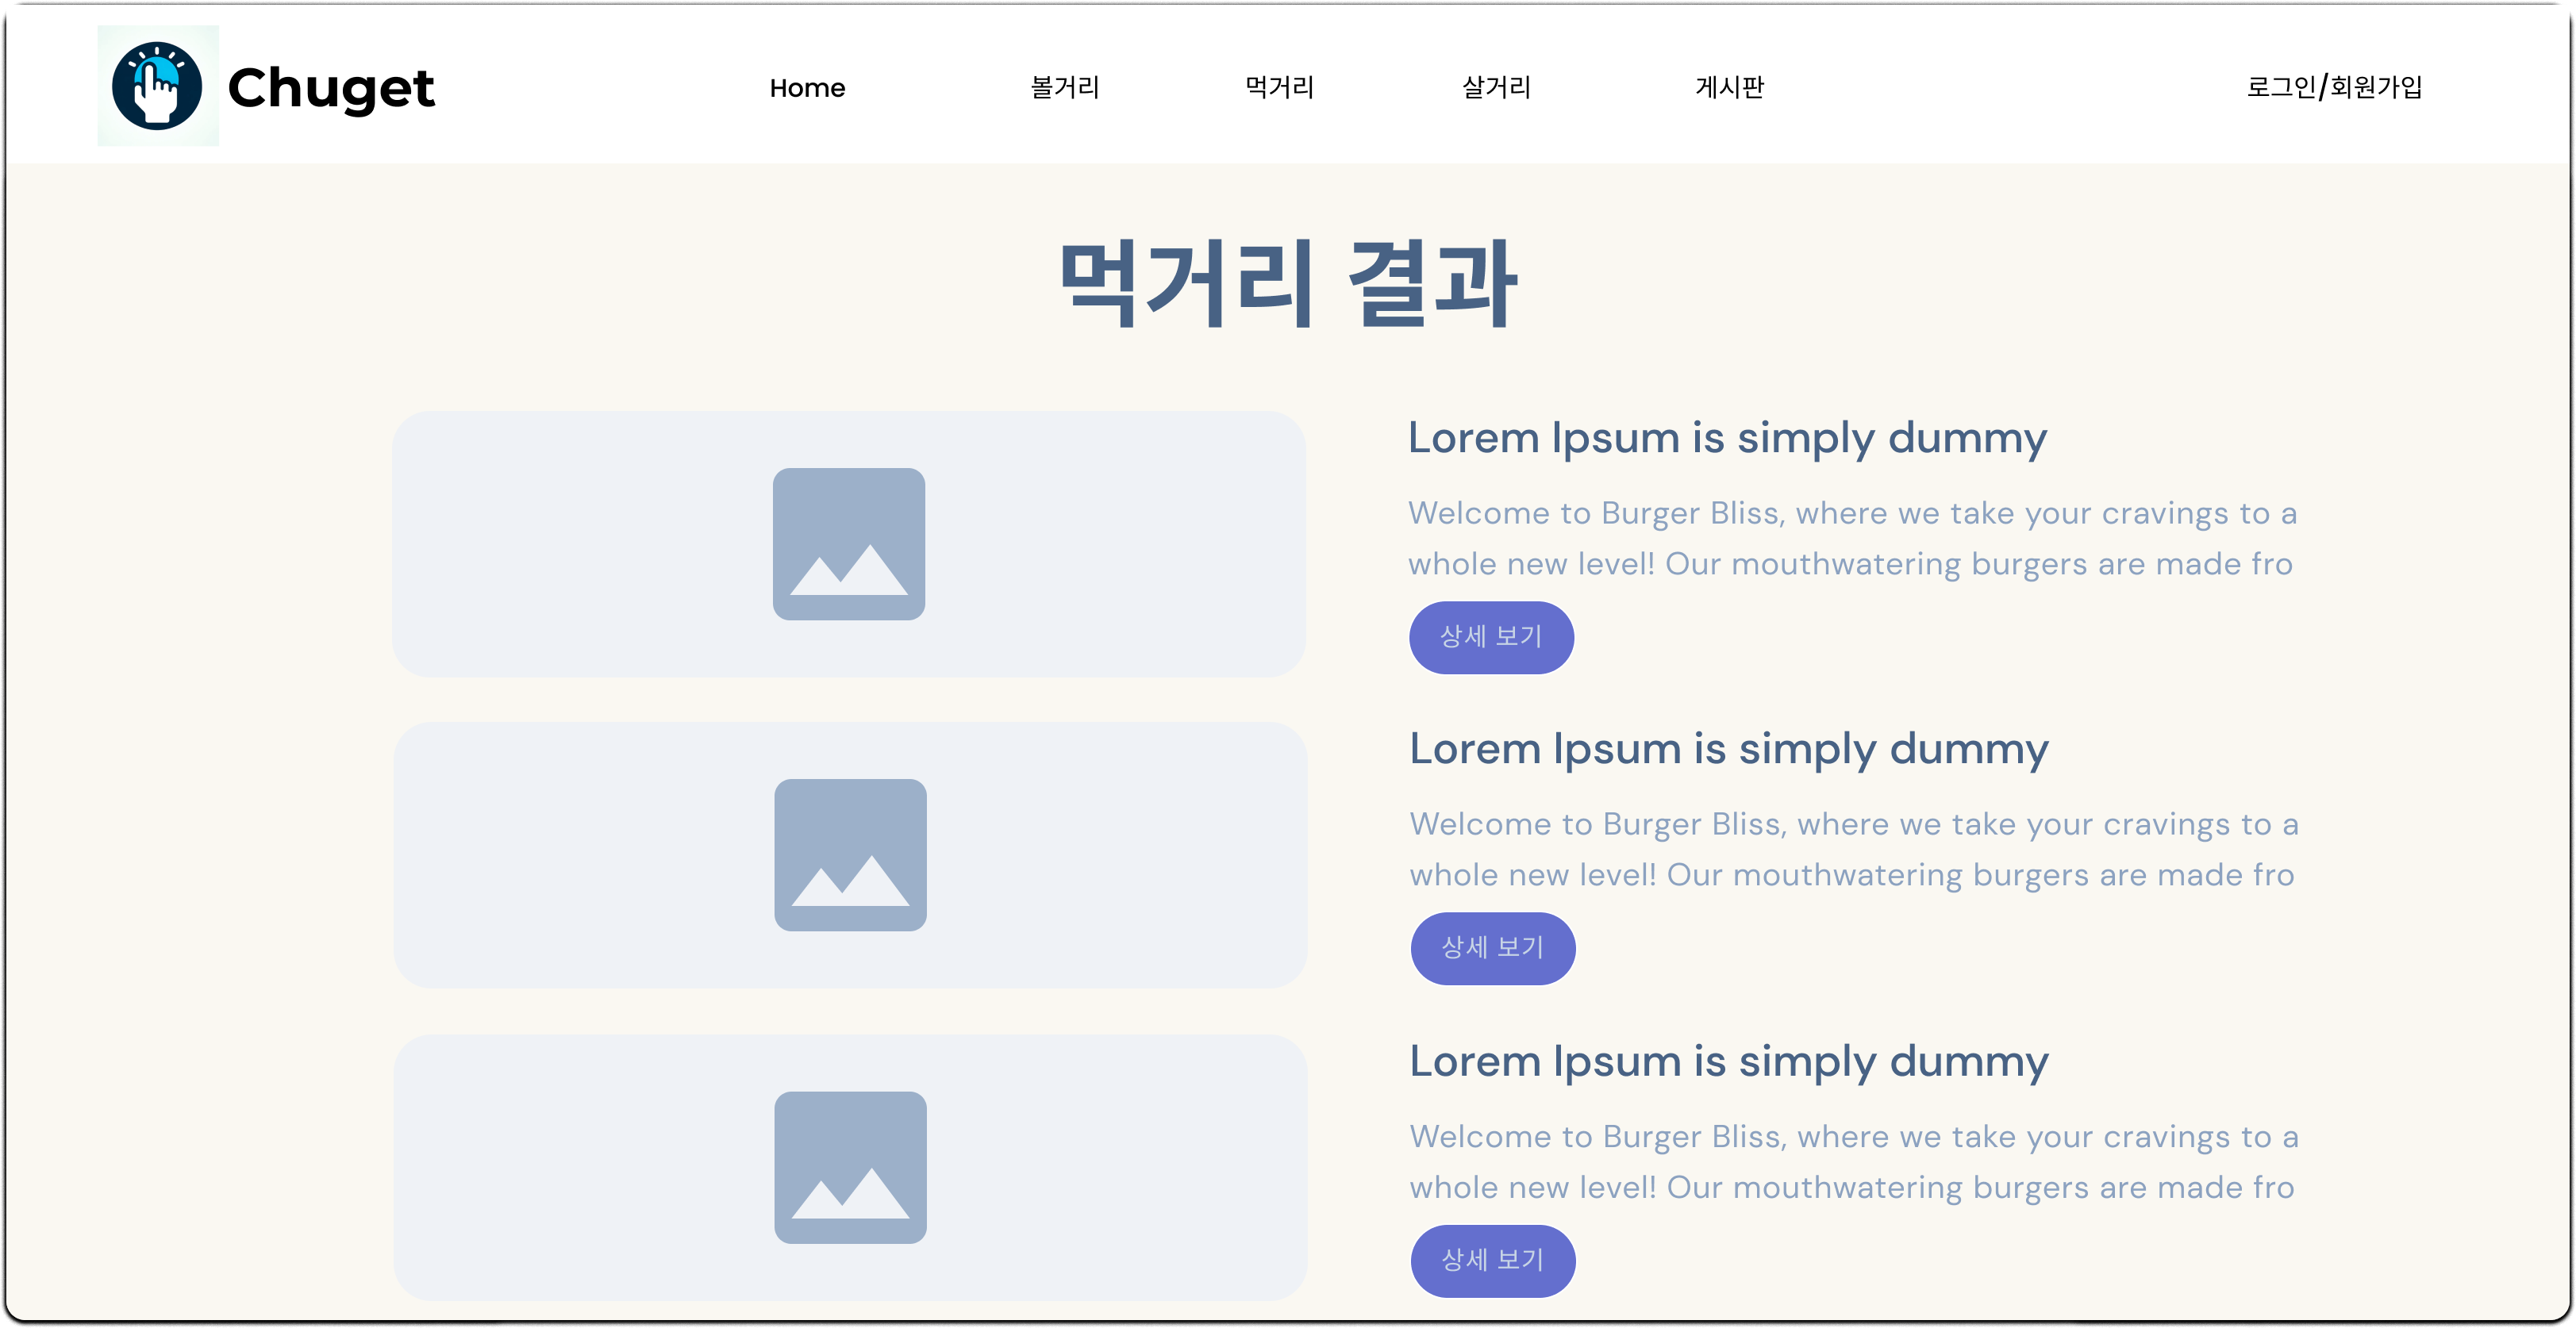 Chuget
Home
볼거리
먹거리
살거리
게시판
로그인/회원가입
먹거리 결과
Lorem Ipsum is simply dummy
Welcome to Burger Bliss, where we take your cravings to a
whole new level! Our mouthwatering burgers are made fro
상세 보기
Lorem Ipsum is simply dummy
Welcome to Burger Bliss, where we take your cravings to a
whole new level! Our mouthwatering burgers are made fro
상세 보기
Lorem Ipsum is simply dummy
Welcome to Burger Bliss, where we take your cravings to a
whole new level! Our mouthwatering burgers are made fro
상세 보기